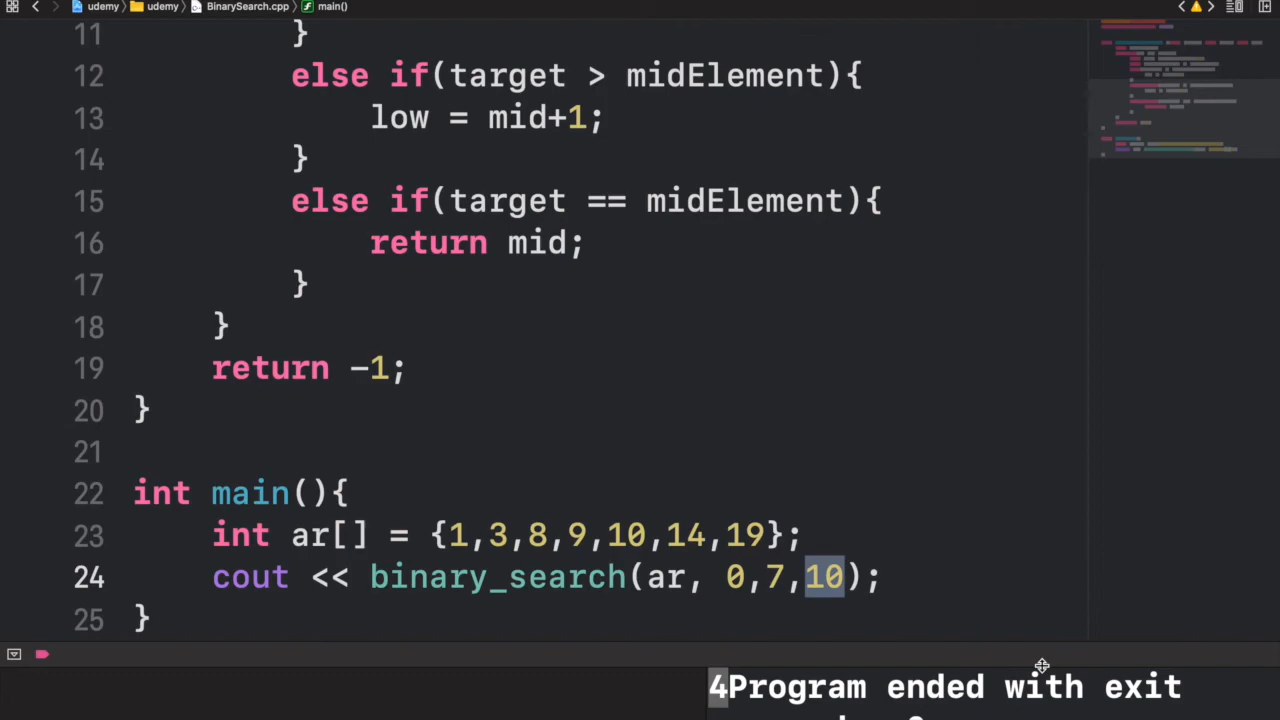 udemy > udemy > BinarySearch.cpp > main()
11 }
12 else if(target > midElement){
13 low = mid+1;
14 }
15 else if(target == midElement){
16 return mid;
17 }
18 }
19 return -1;
20 }
21
22 int main(){
23 int ar[] = {1,3,8,9,10,14,19};
24 cout << binary_search(ar, 0,7,10);
25 }
4Program ended with exit